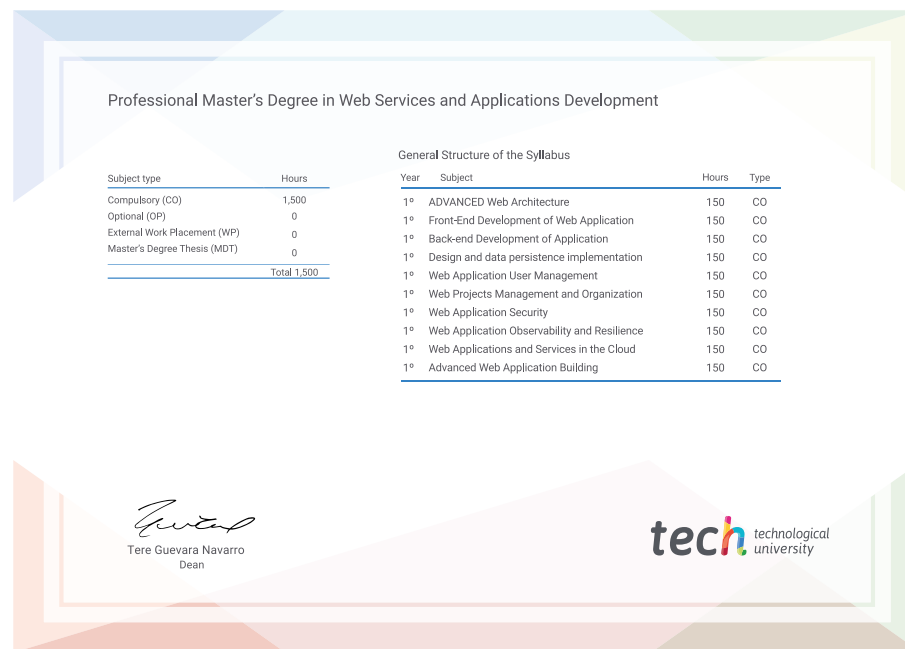 Professional Master's Degree in Web Services and Applications Development
Subject type Hours
Compulsory (CO) 1,500
Optional (OP) 0
External Work Placement (WP) 0
Master's Degree Thesis (MDT) 0
Total 1,500
General Structure of the Syllabus
Year Subject Hours Type
1º ADVANCED Web Architecture 150 CO
1º Front-End Development of Web Application 150 CO
1º Back-end Development of Application 150 CO
1º Design and data persistence implementation 150 CO
1º Web Application User Management 150 CO
1º Web Projects Management and Organization 150 CO
1º Web Application Security 150 CO
1º Web Application Observability and Resilience 150 CO
1º Web Applications and Services in the Cloud 150 CO
1º Advanced Web Application Building 150 CO
Tere Guevara Navarro
Dean
tech technological
university